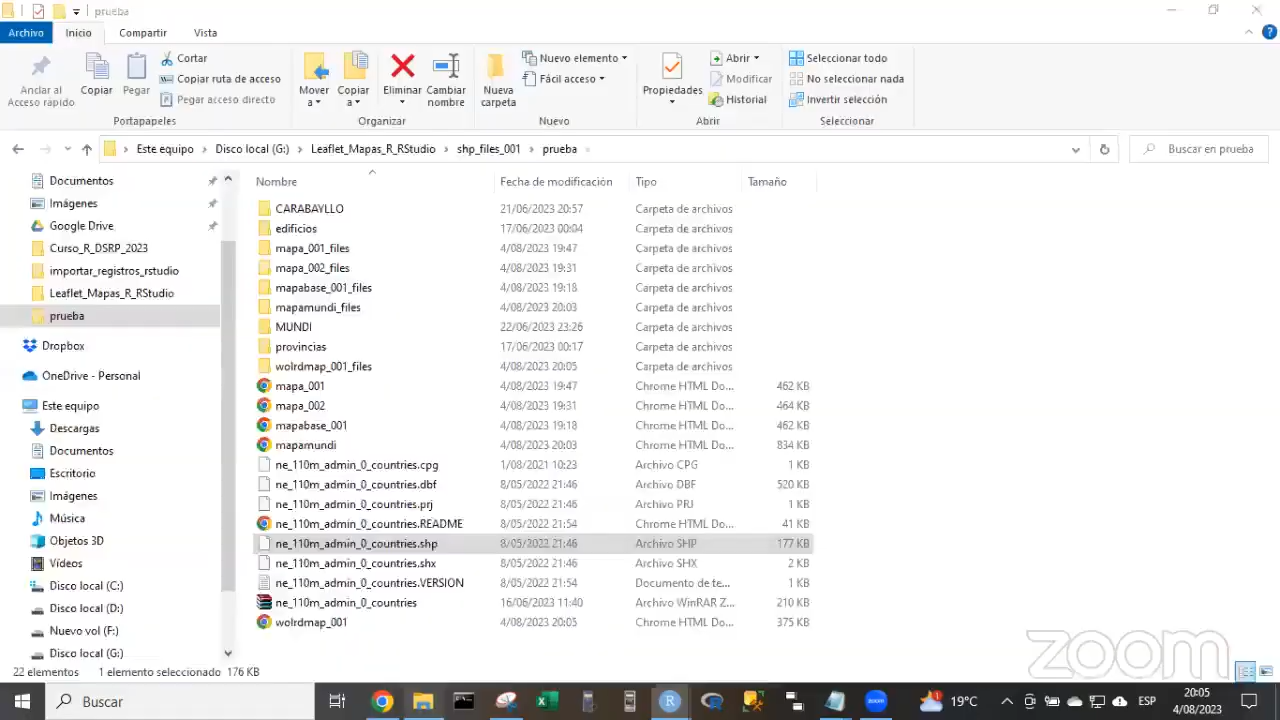 prueba
Archivo Inicio Compartir Vista
Anclar al Acceso rápido
Copiar
Pegar
Cortar
Copiar ruta de acceso
Pegar acceso directo
Portapapeles
Mover a
Copiar a
Eliminar
Cambiar nombre
Organizar
Nueva carpeta
Nuevo elemento
Fácil acceso
Nuevo
Propiedades
Abrir
Modificar
Historial
Abrir
Seleccionar todo
No seleccionar nada
Invertir selección
Seleccionar
Este equipo › Disco local (G:) › Leaflet_Mapas_R_RStudio › shp_files_001 › prueba
Buscar en prueba
Documentos
Imágenes
Google Drive
Curso_R_DSRP_2023
importar_registros_rstudio
Leaflet_Mapas_R_RStudio
prueba
Dropbox
OneDrive - Personal
Este equipo
Descargas
Documentos
Escritorio
Imágenes
Música
Objetos 3D
Vídeos
Disco local (C:)
Disco local (D:)
Nuevo vol (F:)
Disco local (G:)
Nombre Fecha de modificación Tipo Tamaño
CARABAYLLO 21/06/2023 20:57 Carpeta de archivos
edificios 17/06/2023 00:04 Carpeta de archivos
mapa_001_files 4/08/2023 19:47 Carpeta de archivos
mapa_002_files 4/08/2023 19:31 Carpeta de archivos
mapabase_001_files 4/08/2023 19:18 Carpeta de archivos
mapamundi_files 4/08/2023 20:03 Carpeta de archivos
MUNDI 22/06/2023 23:26 Carpeta de archivos
provincias 17/06/2023 00:17 Carpeta de archivos
wolrdmap_001_files 4/08/2023 20:05 Carpeta de archivos
mapa_001 4/08/2023 19:47 Chrome HTML Do... 462 KB
mapa_002 4/08/2023 19:31 Chrome HTML Do... 464 KB
mapabase_001 4/08/2023 19:18 Chrome HTML Do... 462 KB
mapamundi 4/08/2023 20:03 Chrome HTML Do... 834 KB
ne_110m_admin_0_countries.cpg 1/08/2021 10:23 Archivo CPG 1 KB
ne_110m_admin_0_countries.dbf 8/05/2022 21:46 Archivo DBF 520 KB
ne_110m_admin_0_countries.prj 8/05/2022 21:46 Archivo PRJ 1 KB
ne_110m_admin_0_countries.README 8/05/2022 21:54 Chrome HTML Do... 41 KB
ne_110m_admin_0_countries.shp 8/05/2022 21:46 Archivo SHP 177 KB
ne_110m_admin_0_countries.shx 8/05/2022 21:46 Archivo SHX 2 KB
ne_110m_admin_0_countries.VERSION 8/05/2022 21:54 Documento de te... 1 KB
ne_110m_admin_0_countries 16/06/2023 11:40 Archivo WinRAR Z... 210 KB
wolrdmap_001 4/08/2023 20:05 Chrome HTML Do... 375 KB
zoom
22 elementos 1 elemento seleccionado 176 KB
Buscar
19°C
ESP
20:05
4/08/2023